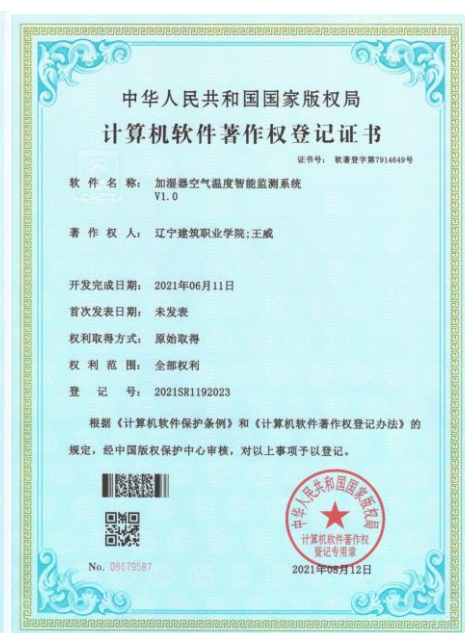 中华人民共和国国家版权局
计算机软件著作权登记证书
证书号： 软著登字第7914649号
软件名称： 加湿器空气温度智能监测系统
V1.0
著作权人： 辽宁建筑职业学院;王威
开发完成日期： 2021年06月11日
首次发表日期： 未发表
权利取得方式： 原始取得
权利范围： 全部权利
登记号： 2021SR1192023
根据《计算机软件保护条例》和《计算机软件著作权登记办法》的
规定，经中国版权保护中心审核，对以上事项予以登记。
中华人民共和国国家版权局
计算机软件著作权
登记专用章
No. 08679587
2021年08月12日